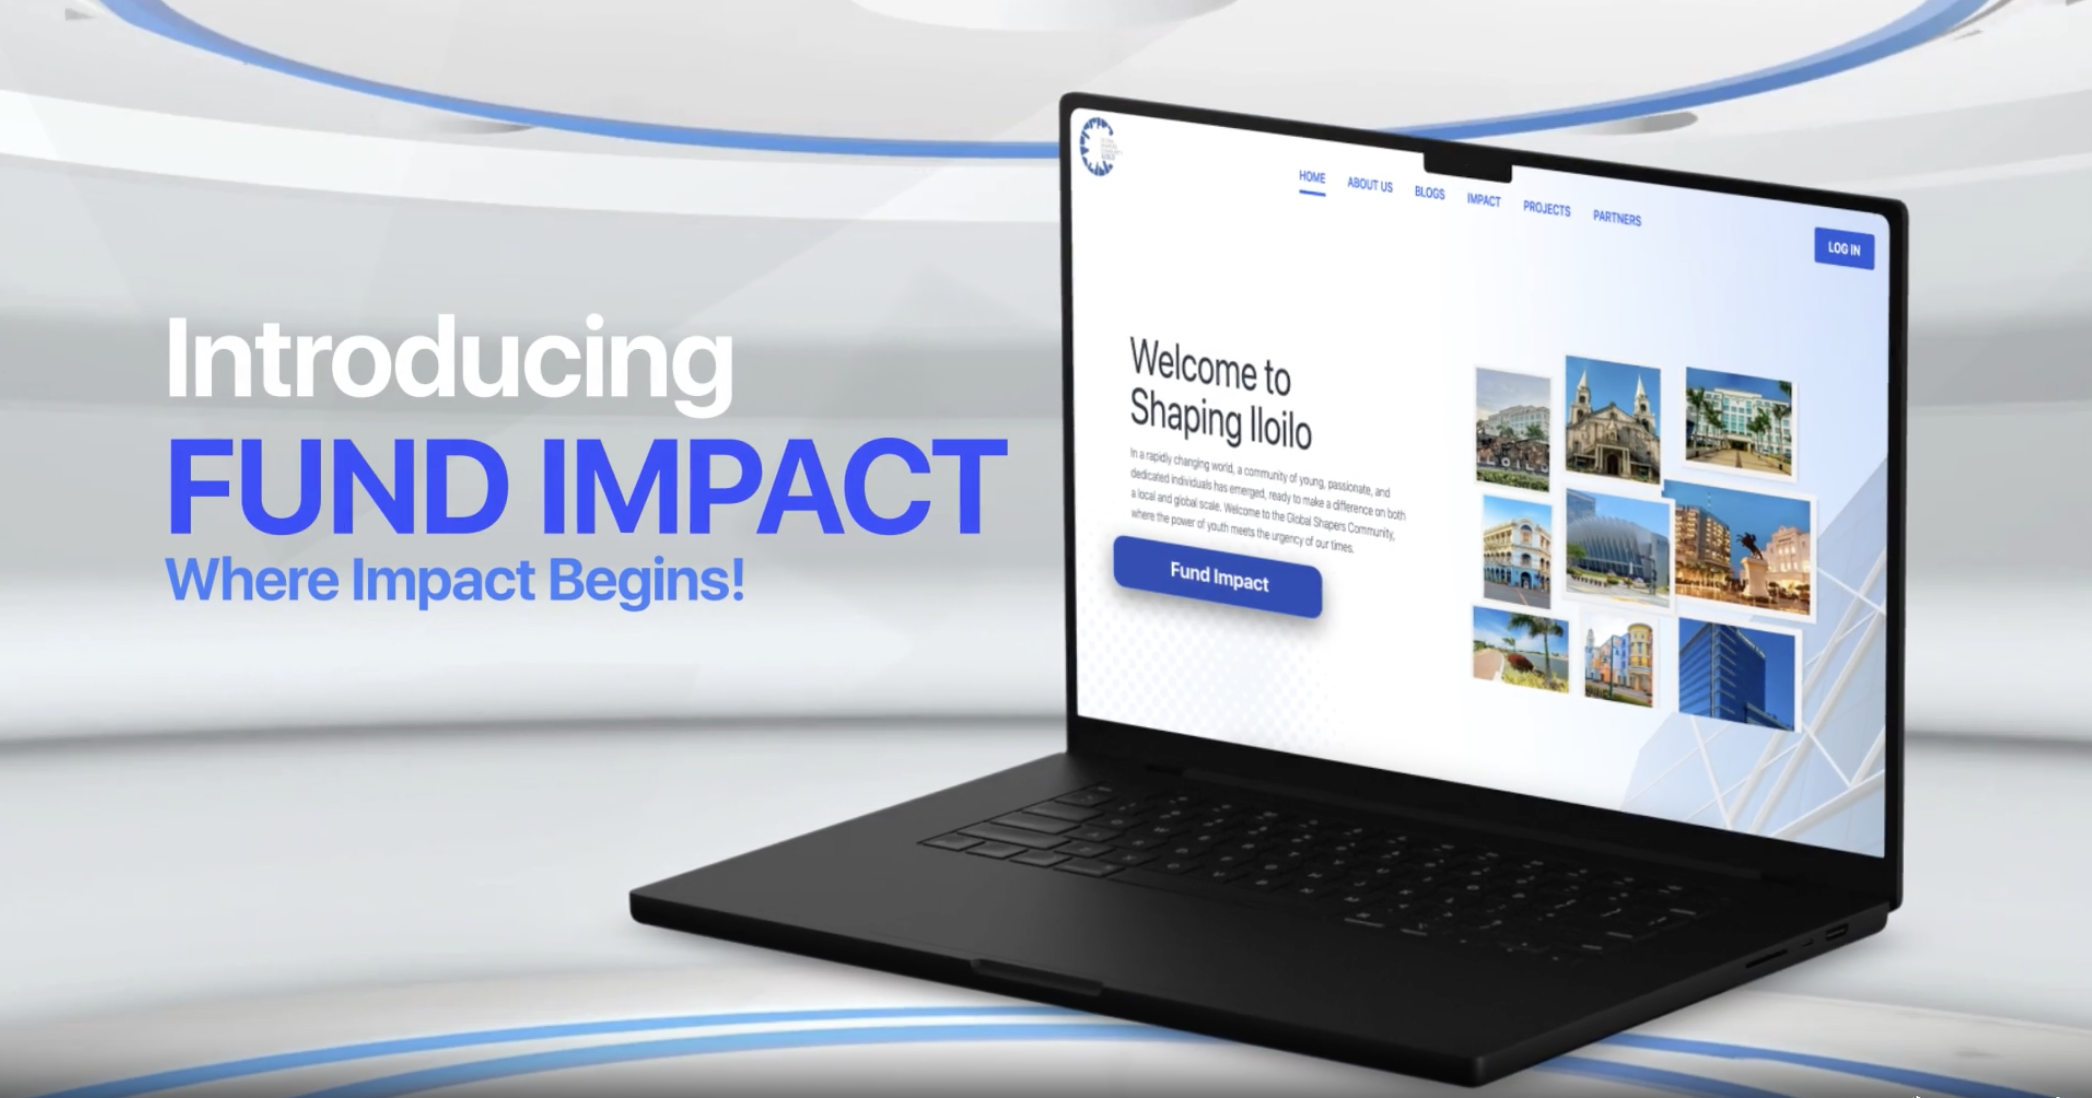 Introducing
FUND IMPACT
Where Impact Begins!
HOME ABOUT US BLOGS IMPACT PROJECTS PARTNERS
LOG IN
Welcome to
Shaping Iloilo
In a rapidly changing world, a community of young, passionate, and
dedicated individuals has emerged, ready to make a difference on both
a local and global scale. Welcome to the Global Shapers Community,
where the power of youth meets the urgency of our times.
Fund Impact